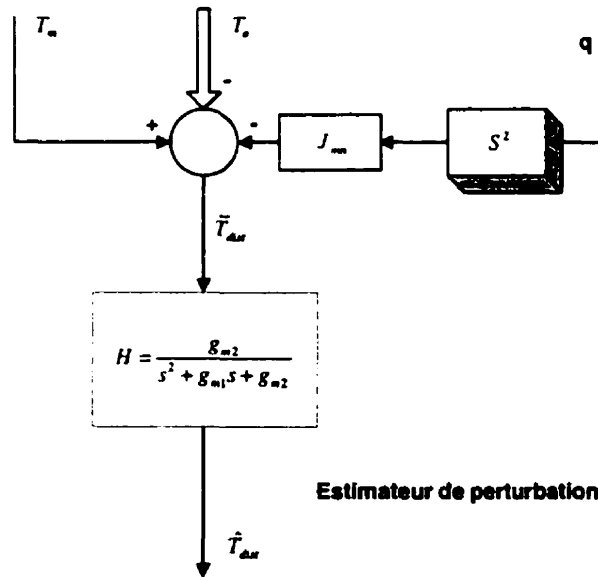 T_m T_e q
-
+ - J_mn S^2
T̃_dist
H = g_m2 / (s^2 + g_m1 s + g_m2)
Estimateur de perturbation
T̂_dist